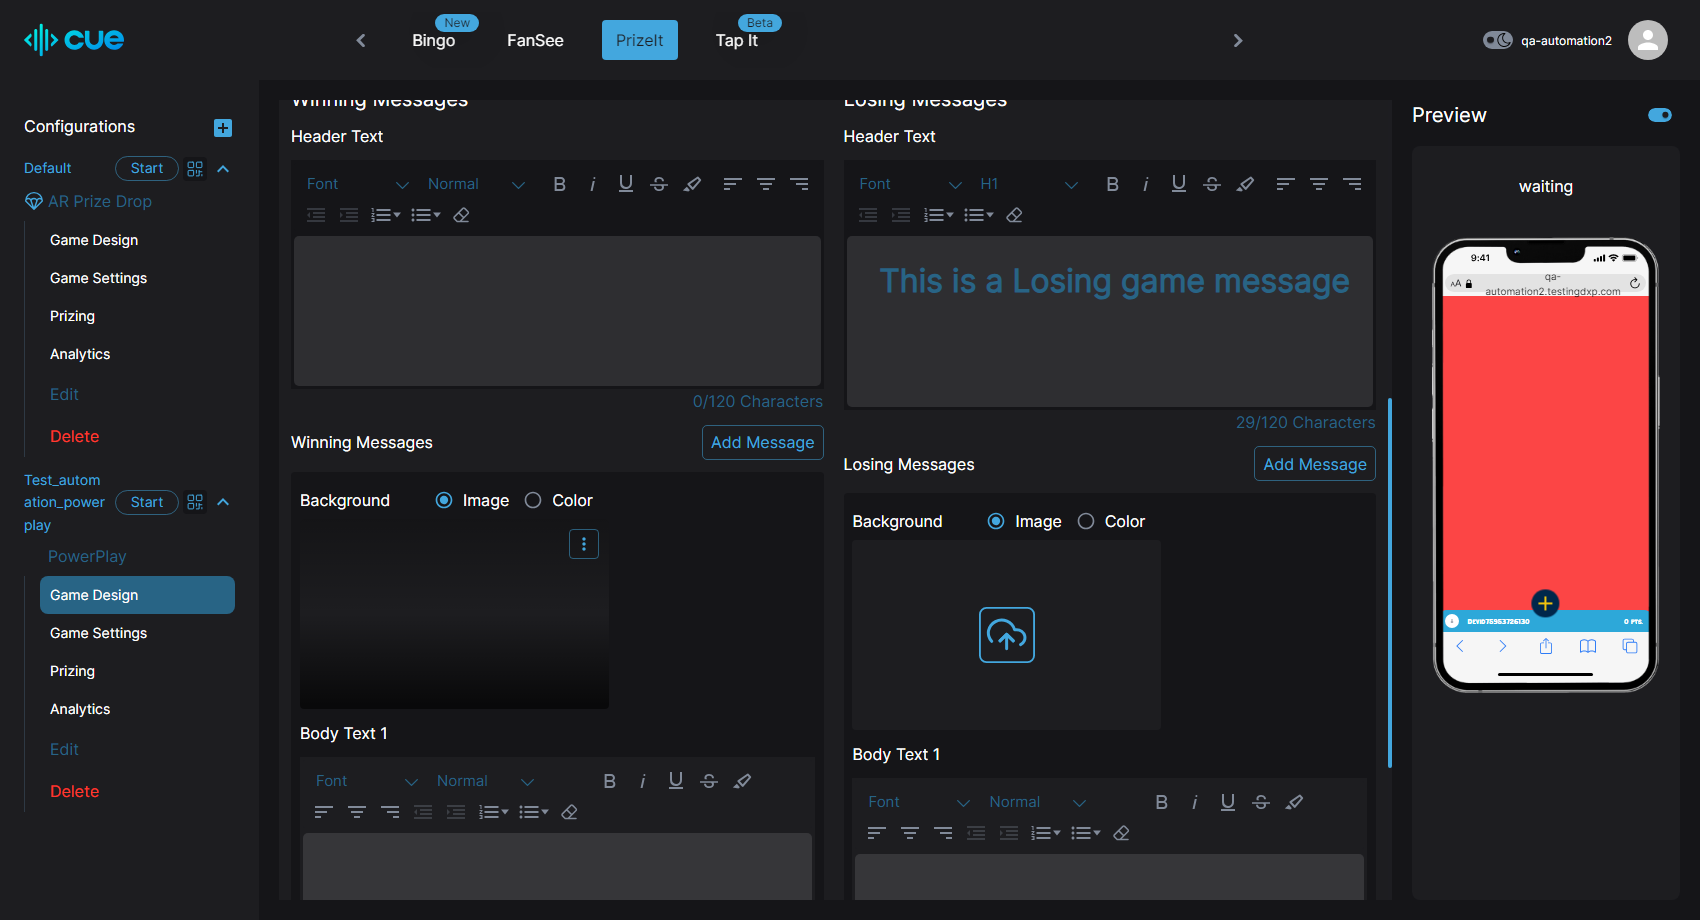 cue
New
Bingo
FanSee
PrizeIt
Beta
Tap It
qa-automation2
Configurations
Default
Start
AR Prize Drop
Game Design
Game Settings
Prizing
Analytics
Edit
Delete
Test_autom
ation_power
play
Start
PowerPlay
Game Design
Game Settings
Prizing
Analytics
Edit
Delete
Winning Messages
Header Text
Font
Normal
0/120 Characters
Winning Messages
Add Message
Background
Image
Color
Body Text 1
Font
Normal
Losing Messages
Header Text
Font
H1
This is a Losing game message
29/120 Characters
Losing Messages
Add Message
Background
Image
Color
Body Text 1
Font
Normal
Preview
waiting
9:41
AA
qa-
automation2.testingdxp.com
0 PTS.